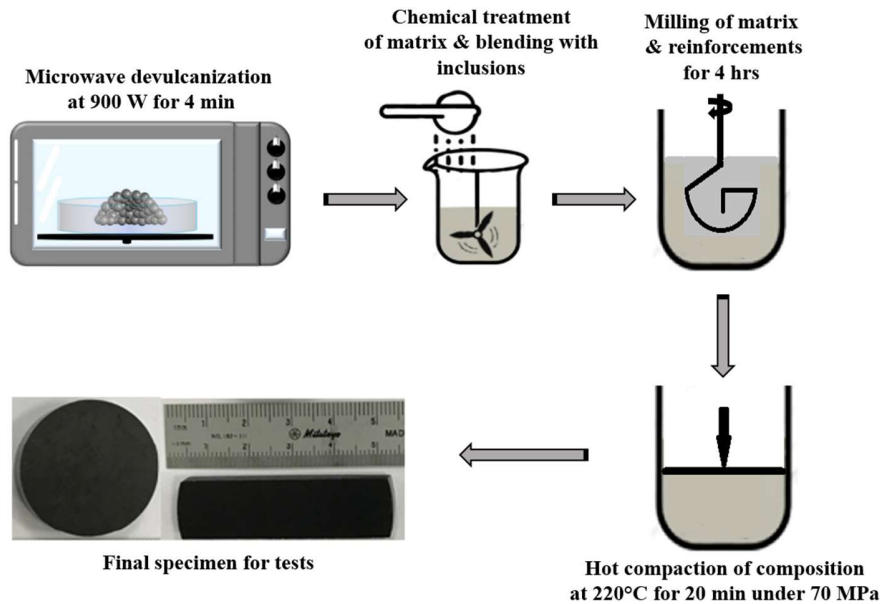 Microwave devulcanization
at 900 W for 4 min
Chemical treatment
of matrix & blending with
inclusions
Milling of matrix
& reinforcements
for 4 hrs
Mitutoyo
MAD
Final specimen for tests
Hot compaction of composition
at 220°C for 20 min under 70 MPa